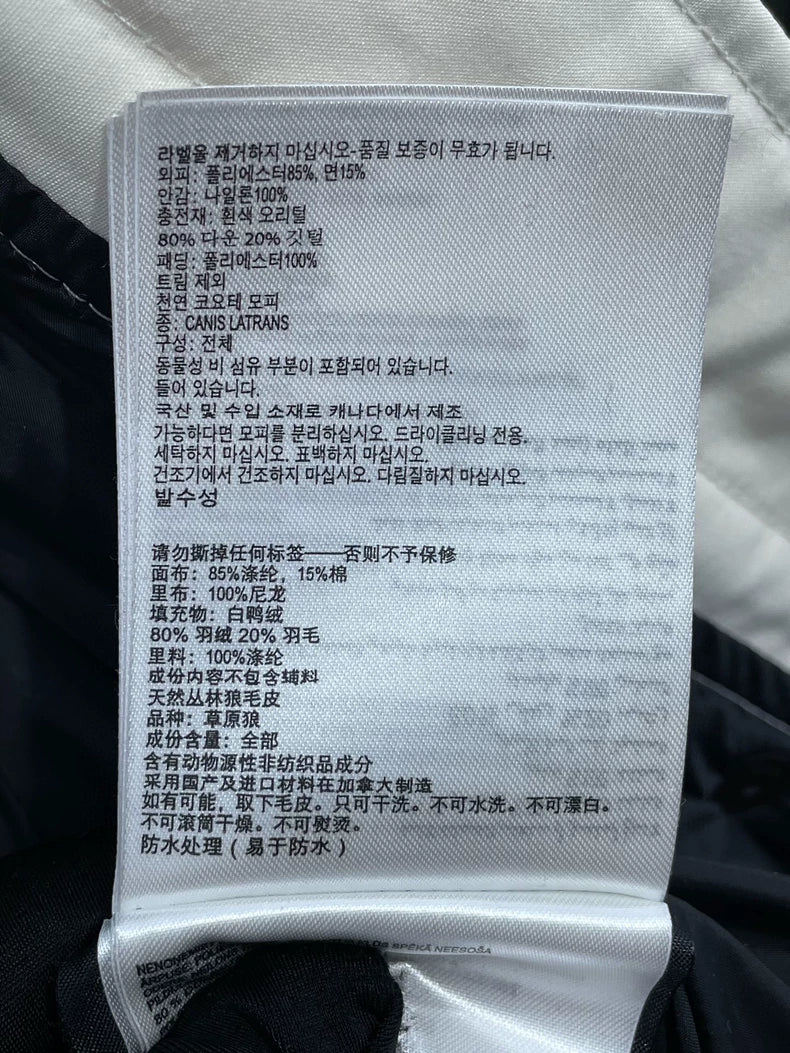 라벨을 제거하지 마십시오-품질 보증이 무효가 됩니다.
외피: 폴리에스터85%, 면15%
안감: 나일론100%
충전재: 흰색 오리털
80% 다운 20% 깃털
패딩: 폴리에스터100%
트림 제외
천연 코요테 모피
종: CANIS LATRANS
구성: 전체
동물성 비 섬유 부분이 포함되어 있습니다.
들어 있습니다.
국산 및 수입 소재로 캐나다에서 제조
가능하다면 모피를 분리하십시오. 드라이클리닝 전용.
세탁하지 마십시오. 표백하지 마십시오.
건조기에서 건조하지 마십시오. 다림질하지 마십시오.
발수성
请勿撕掉任何标签——否则不予保修
面布: 85%涤纶, 15%棉
里布: 100%尼龙
填充物: 白鸭绒
80% 羽绒 20% 羽毛
里料: 100%涤纶
成份内容不包含辅料
天然丛林狼毛皮
品种: 草原狼
成份含量: 全部
含有动物源性非纺织品成分
采用国产及进口材料在加拿大制造
如有可能, 取下毛皮。只可干洗。不可水洗。不可漂白。
不可滚筒干燥。不可熨烫。
防水处理 ( 易于防水 )
SPĒKĀ NEESOŠA
80 %